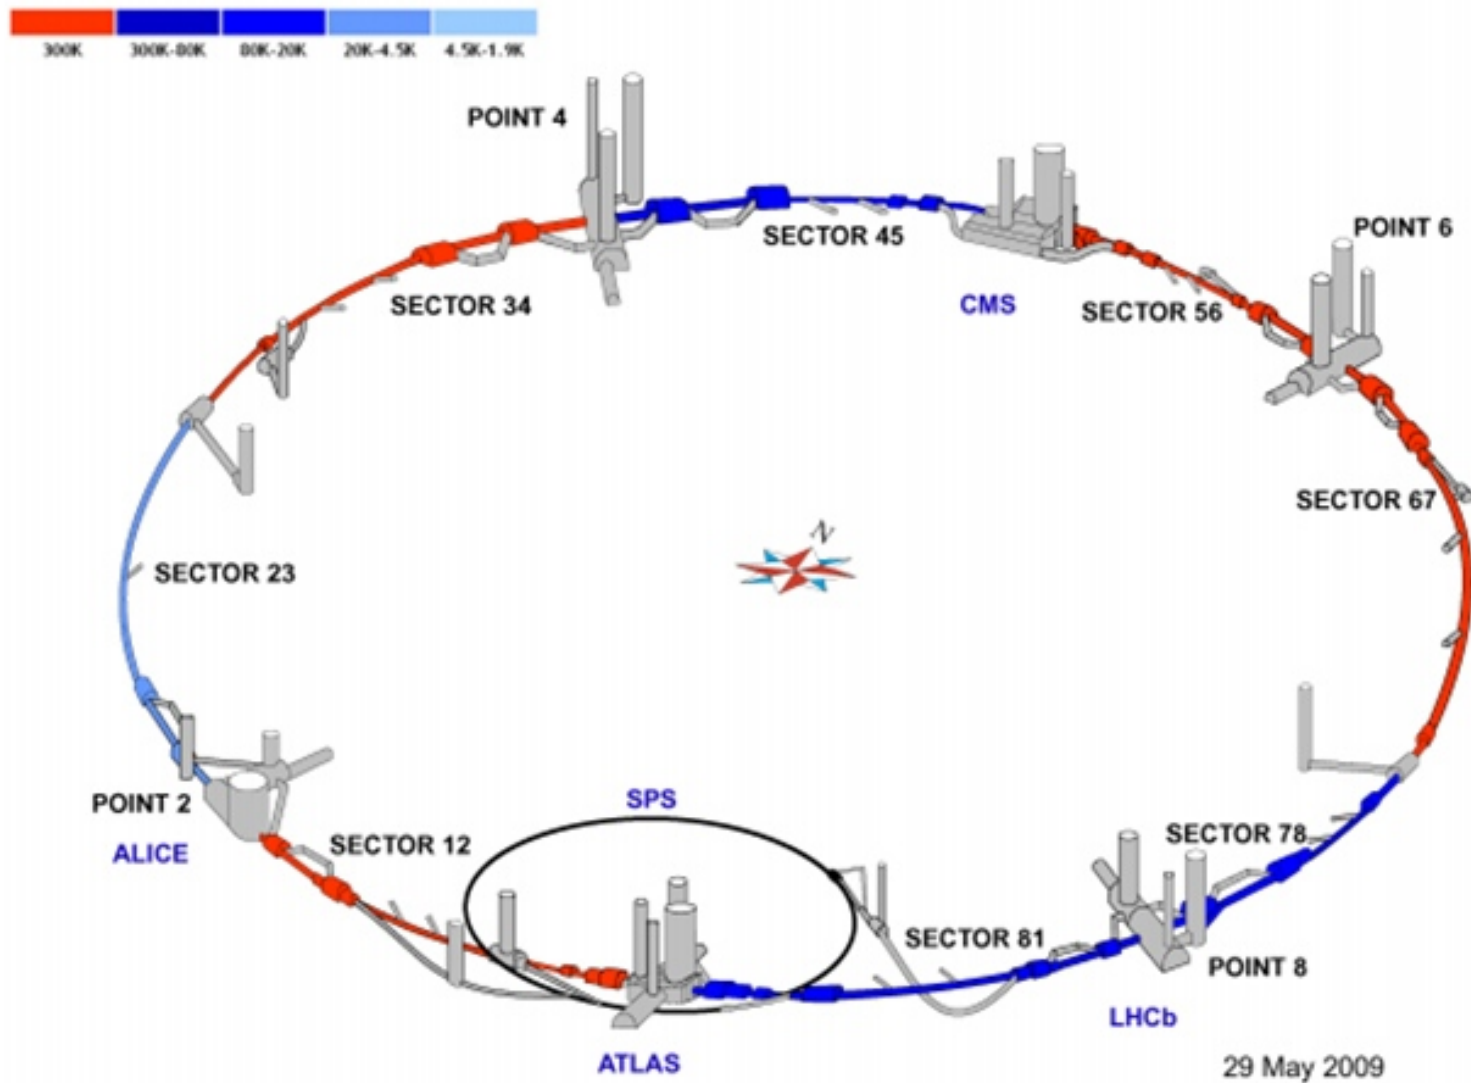 300K 300K-80K 80K-20K 20K-4.5K 4.5K-1.9K
POINT 4
POINT 6
SECTOR 45
SECTOR 34
CMS
SECTOR 56
SECTOR 67
N
SECTOR 23
POINT 2
SPS
ALICE
SECTOR 12
SECTOR 78
SECTOR 81
POINT 8
LHCb
ATLAS
29 May 2009